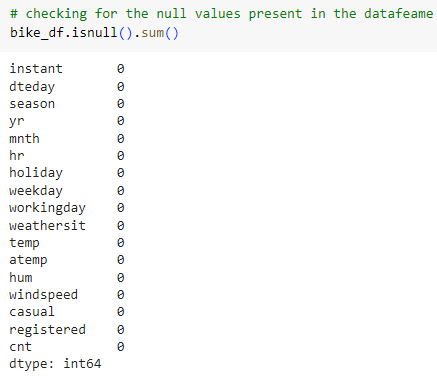 # checking for the null values present in the datafeame
bike_df.isnull().sum()
instant 0
dteday 0
season 0
yr 0
mnth 0
hr 0
holiday 0
weekday 0
workingday 0
weathersit 0
temp 0
atemp 0
hum 0
windspeed 0
casual 0
registered 0
cnt 0
dtype: int64